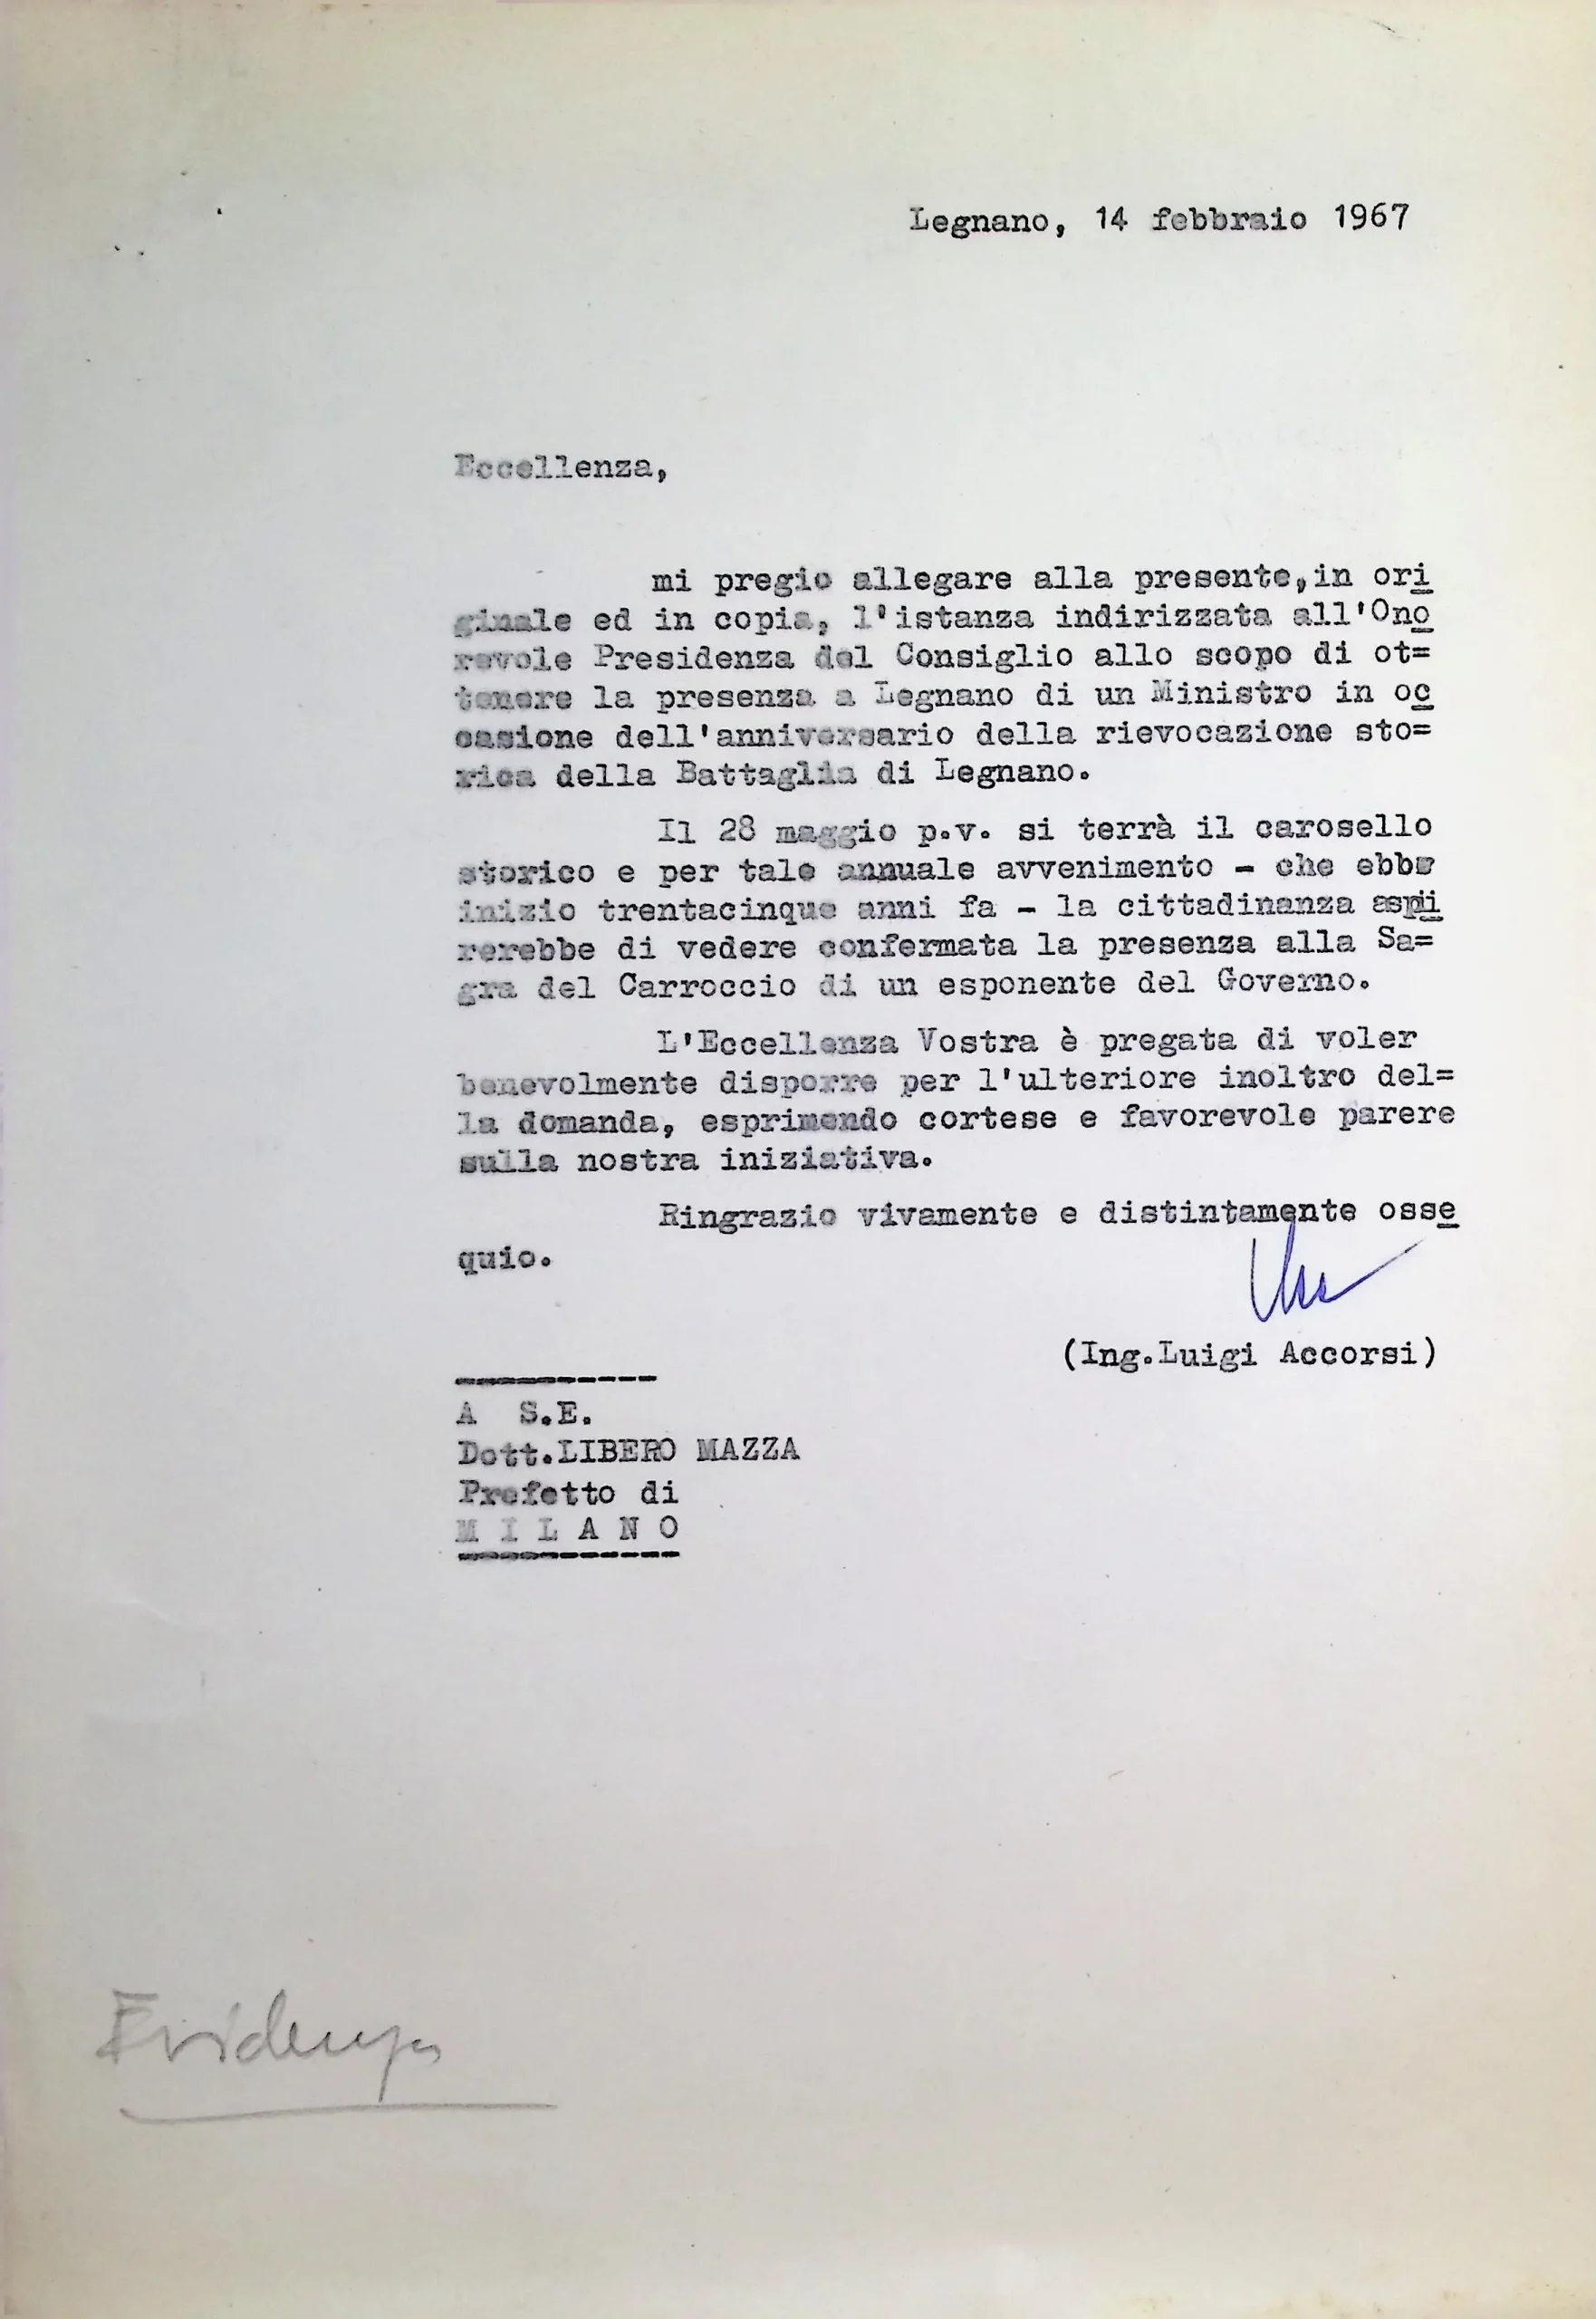 Legnano, 14 febbraio 1967
Eccellenza,
mi pregio allegare alla presente,in ori
ginale ed in copia, l'istanza indirizzata all'Ono
revole Presidenza del Consiglio allo scopo di ot=
tenere la presenza a Legnano di un Ministro in oc
casione dell'anniversario della rievocazione sto=
rica della Battaglia di Legnano.
Il 28 maggio p.v. si terrà il carosello
storico e per tale annuale avvenimento - che ebbe
inizio trentacinque anni fa - la cittadinanza aspi
rerebbe di vedere confermata la presenza alla Sa=
gra del Carroccio di un esponente del Governo.
L'Eccellenza Vostra è pregata di voler
benevolmente disporre per l'ulteriore inoltro del=
la domanda, esprimendo cortese e favorevole parere
sulla nostra iniziativa.
Ringrazio vivamente e distintamente osse
quio.
(Ing.Luigi Accorsi)
A S.E.
Dott.LIBERO MAZZA
Prefetto di
M I L A N O
Evidenza